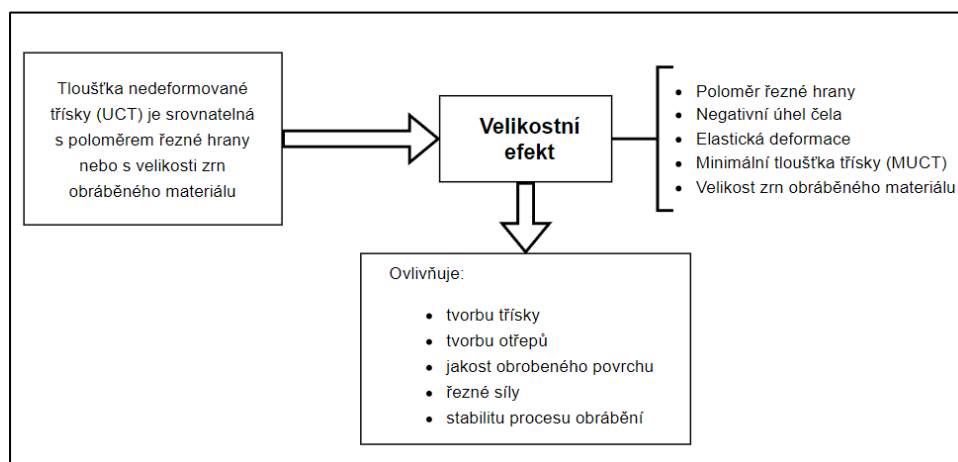 Tloušťka nedeformované
třísky (UCT) je srovnatelná
s poloměrem řezné hrany
nebo s velikosti zrn
obráběného materiálu
Velikostní
efekt
• Poloměr řezné hrany
• Negativní úhel čela
• Elastická deformace
• Minimální tloušťka třísky (MUCT)
• Velikost zrn obráběného materiálu
Ovlivňuje:
• tvorbu třísky
• tvorbu otřepů
• jakost obrobeného povrchu
• řezné síly
• stabilitu procesu obrábění